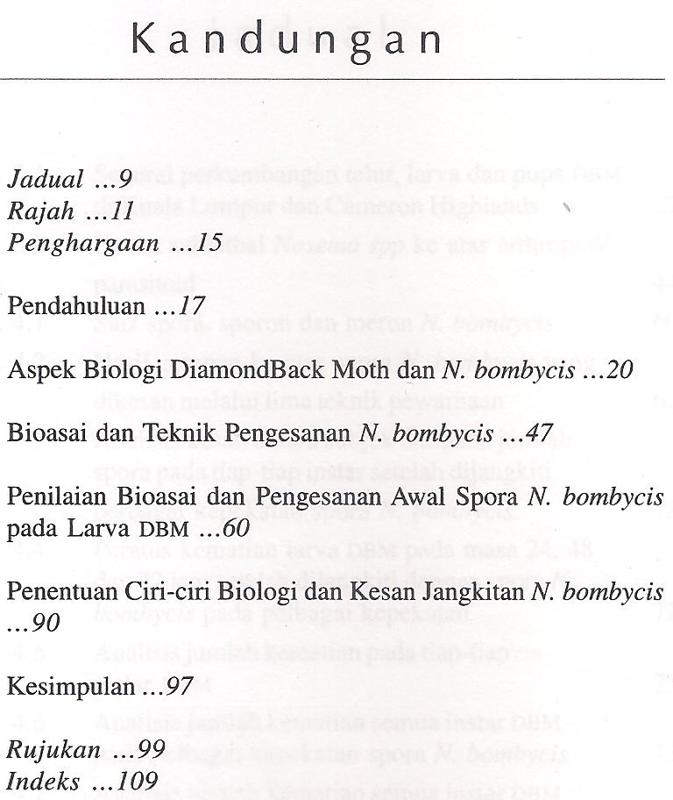 Kandungan
Jadual ...9
Rajah ...11
Penghargaan ...15
Pendahuluan ...17
Aspek Biologi DiamondBack Moth dan N. bombycis ...20
Bioasai dan Teknik Pengesanan N. bombycis ...47
Penilaian Bioasai dan Pengesanan Awal Spora N. bombycis
pada Larva DBM ...60
Penentuan Ciri-ciri Biologi dan Kesan Jangkitan N. bombycis
...90
Kesimpulan ...97
Rujukan ...99
Indeks ...109